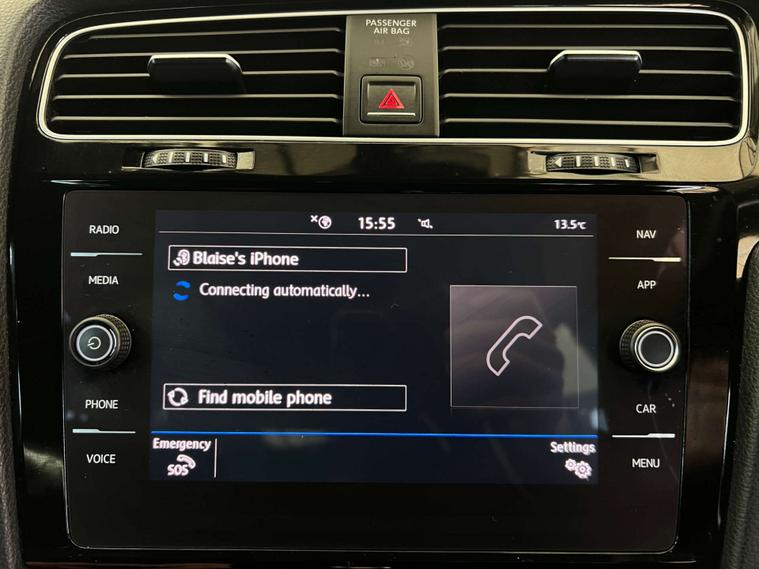 PASSENGER
AIR BAG
15:55
13.5°C
RADIO
MEDIA
PHONE
VOICE
Blaise's iPhone
Connecting automatically...
Find mobile phone
Emergency
SOS
Settings
NAV
APP
CAR
MENU